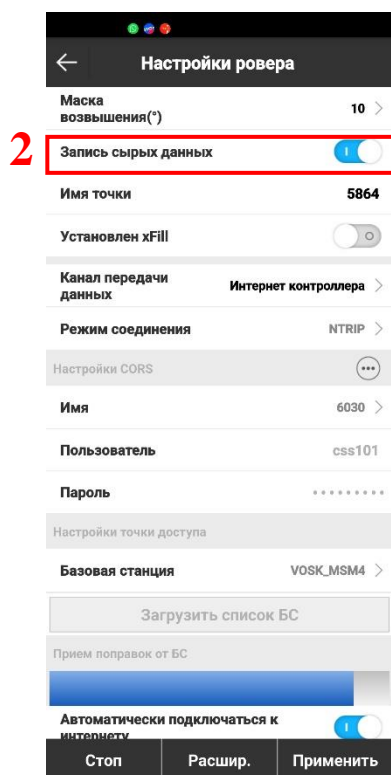 Настройки ровера
Маска
возвышения(°)
10
2
Запись сырых данных
Имя точки
5864
Установлен xFill
Канал передачи
данных
Интернет контроллера
Режим соединения
NTRIP
Настройки CORS
Имя
6030
Пользователь
css101
Пароль
Настройки точки доступа
Базовая станция
VOSK_MSM4
Загрузить список БС
Прием поправок от БС
Автоматически подключаться к
интернету
Стоп
Расшир.
Применить